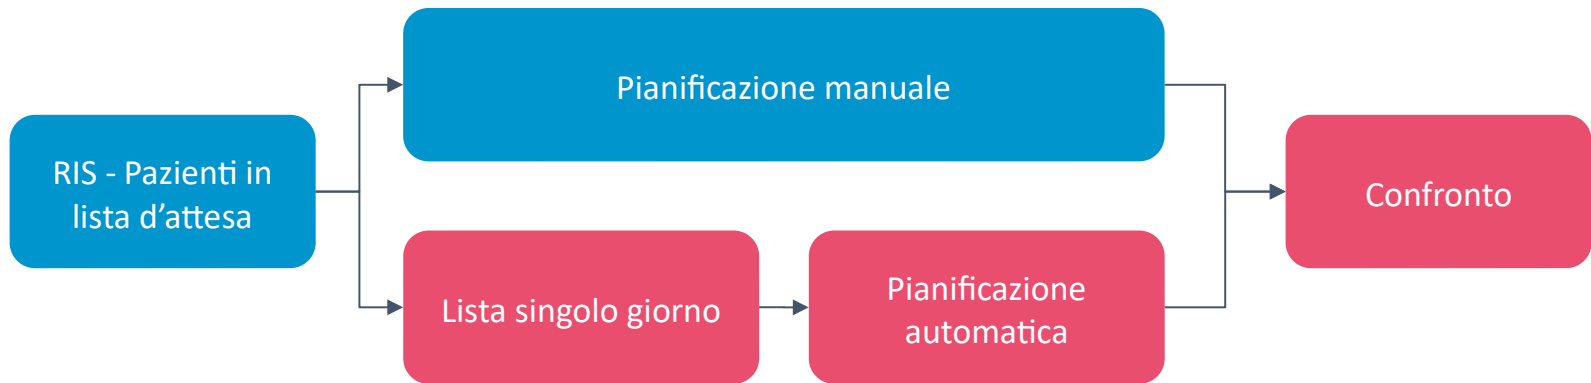 RIS - Pazienti in
lista d’attesa
Pianificazione manuale
Lista singolo giorno
Pianificazione
automatica
Confronto